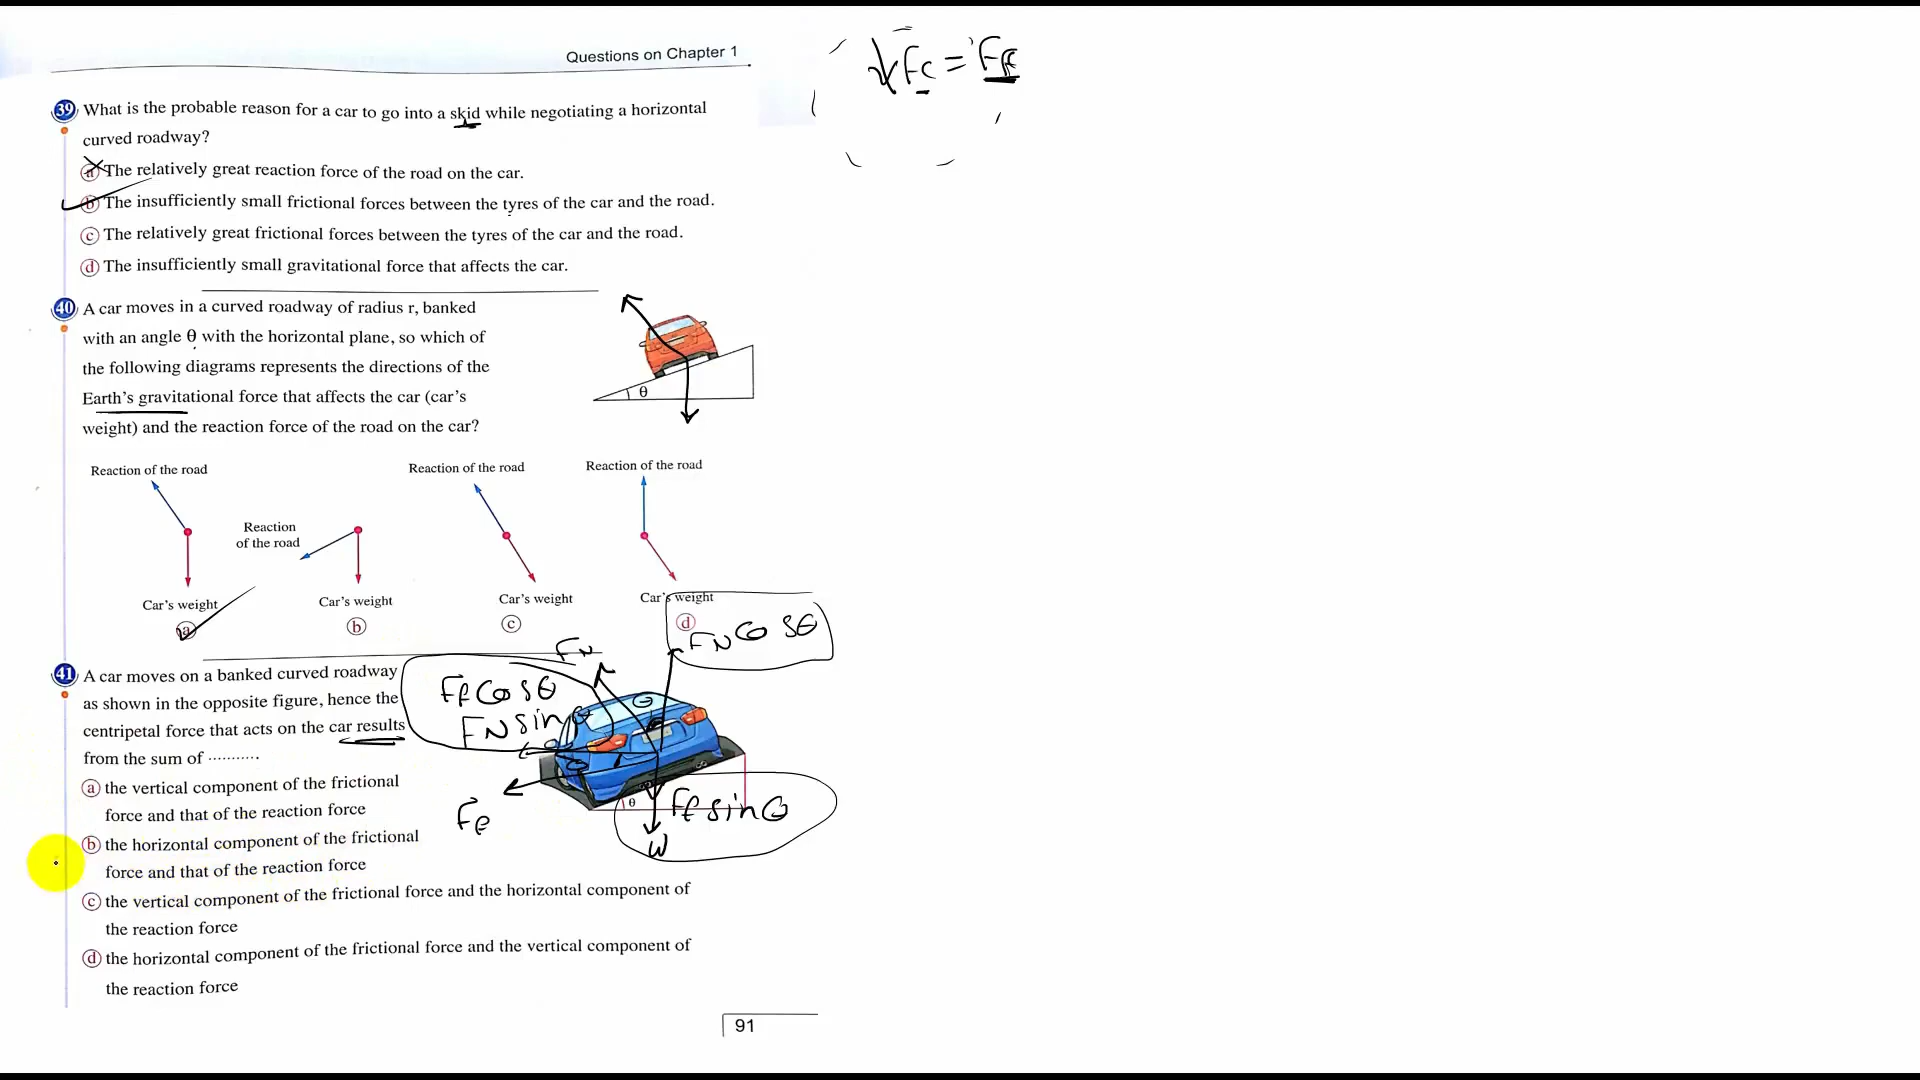 Questions on Chapter 1
Fc = Ff
39 What is the probable reason for a car to go into a skid while negotiating a horizontal
curved roadway?
a The relatively great reaction force of the road on the car.
b The insufficiently small frictional forces between the tyres of the car and the road.
c The relatively great frictional forces between the tyres of the car and the road.
d The insufficiently small gravitational force that affects the car.
40 A car moves in a curved roadway of radius r, banked
with an angle θ with the horizontal plane, so which of
the following diagrams represents the directions of the
Earth's gravitational force that affects the car (car's
weight) and the reaction force of the road on the car?
θ
Reaction of the road
Car's weight
a
Reaction
of the road
Car's weight
b
Reaction of the road
Car's weight
c
Reaction of the road
Car's weight
d
41 A car moves on a banked curved roadway
as shown in the opposite figure, hence the
centripetal force that acts on the car results
from the sum of ..........
FN
FN Cosθ
Ff Cosθ
FN sinθ
θ
Ff
θ
Ff sinθ
W
a the vertical component of the frictional
force and that of the reaction force
b the horizontal component of the frictional
force and that of the reaction force
c the vertical component of the frictional force and the horizontal component of
the reaction force
d the horizontal component of the frictional force and the vertical component of
the reaction force
91